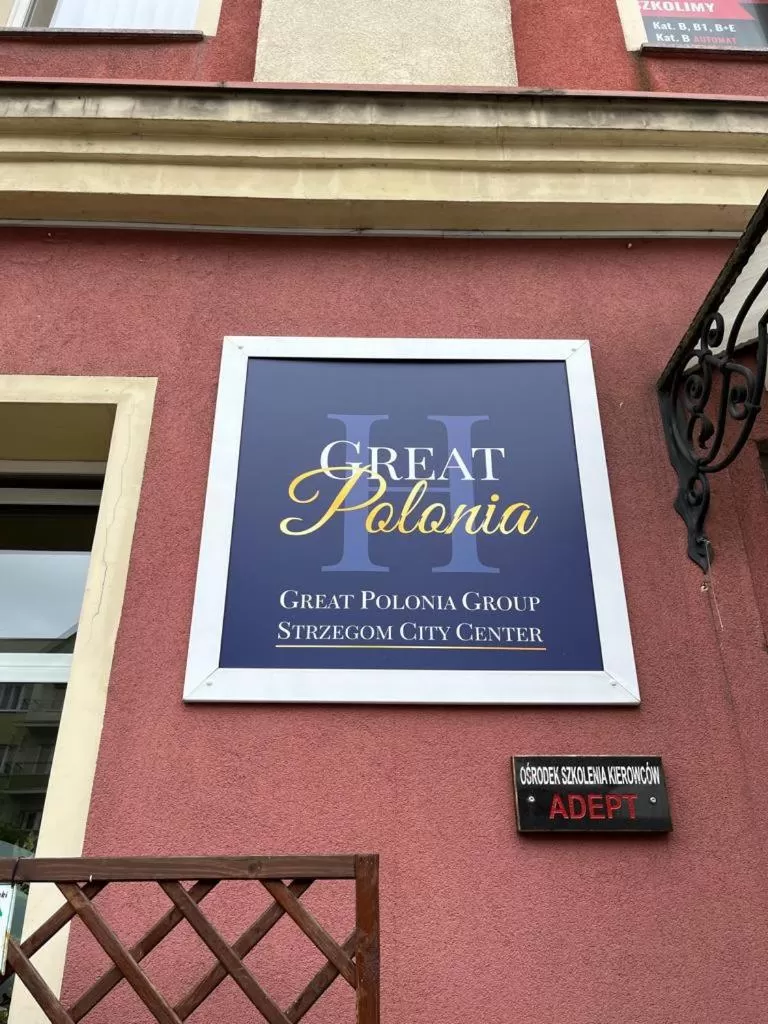 SZKOLIMY
Kat. B, B1, B+E
Kat. B AUTOMAT
H
GREAT
Polonia
GREAT POLONIA GROUP
STRZEGOM CITY CENTER
OŚRODEK SZKOLENIA KIEROWCÓW
ADEPT